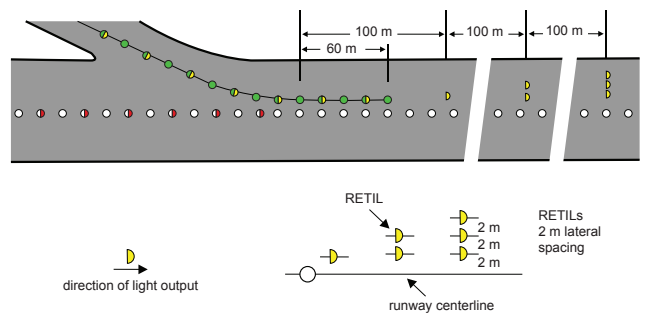 100 m
100 m
100 m
60 m
RETIL
RETILs
2 m lateral
spacing
2 m
2 m
2 m
direction of light output
runway centerline